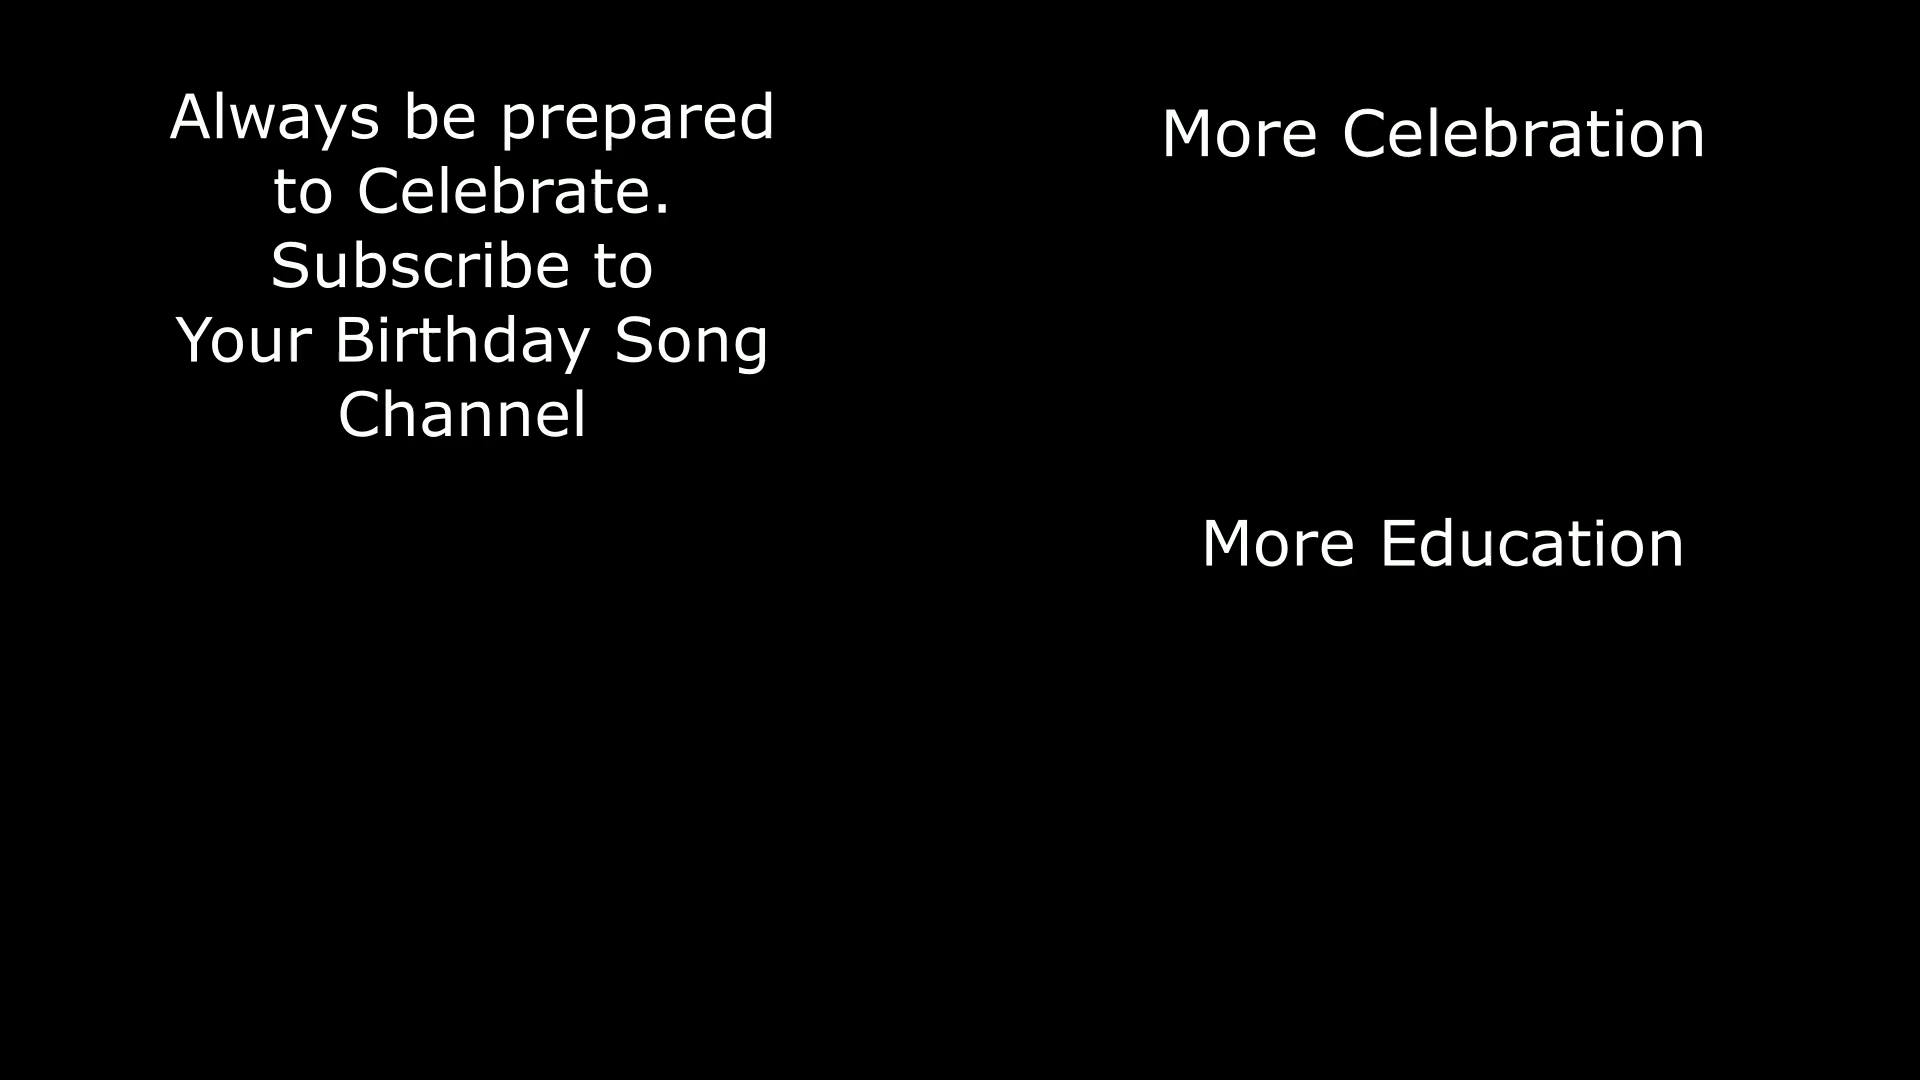 Always be prepared
to Celebrate.
Subscribe to
Your Birthday Song
Channel
More Celebration
More Education